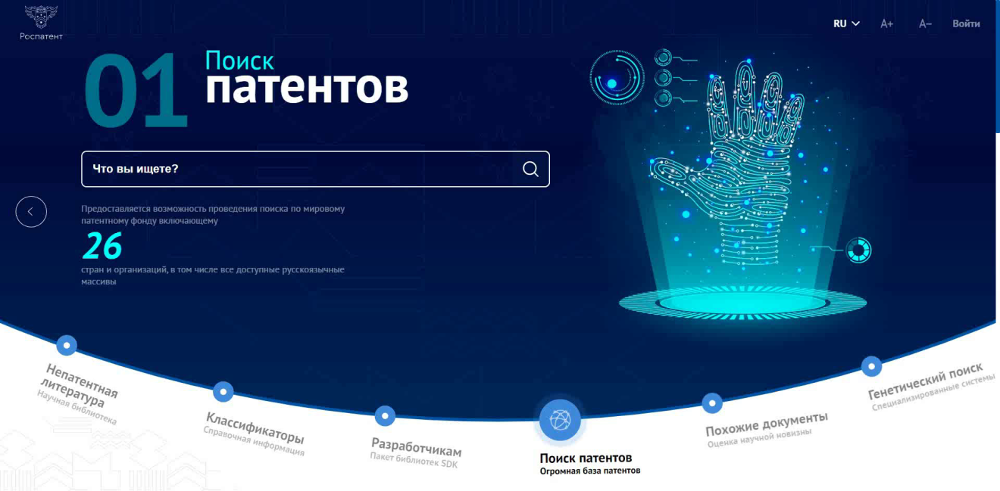 Роспатент
RU
A+
A−
Войти
01
Поиск
патентов
Что вы ищете?
Предоставляется возможность проведения поиска по мировому
патентному фонду включающему
26
стран и организаций, в том числе все доступные русскоязычные
массивы
Непатентная
литература
Научная библиотека
Классификаторы
Справочная информация
Разработчикам
Пакет библиотек SDK
Поиск патентов
Огромная база патентов
Похожие документы
Оценка научной новизны
Генетический поиск
Специализированные системы